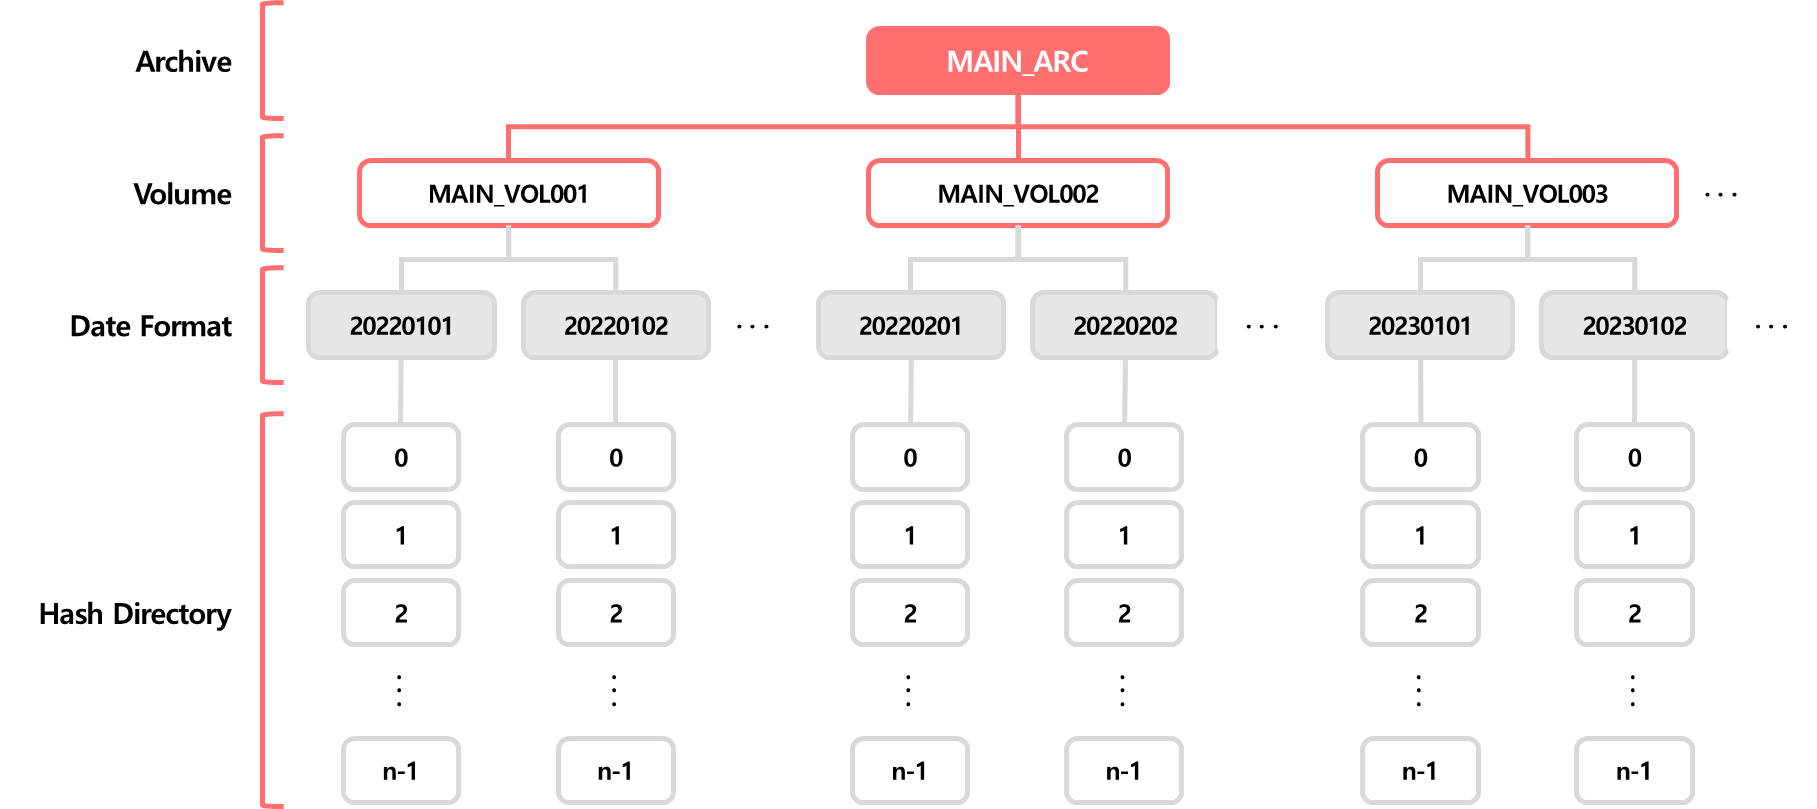 Archive
MAIN_ARC
Volume
MAIN_VOL001 MAIN_VOL002 MAIN_VOL003 ···
Date Format
20220101 20220102 ··· 20220201 20220202 ··· 20230101 20230102 ···
Hash Directory
0 0 0 0 0 0
1 1 1 1 1 1
2 2 2 2 2 2
⋮ ⋮ ⋮ ⋮ ⋮ ⋮
n-1 n-1 n-1 n-1 n-1 n-1